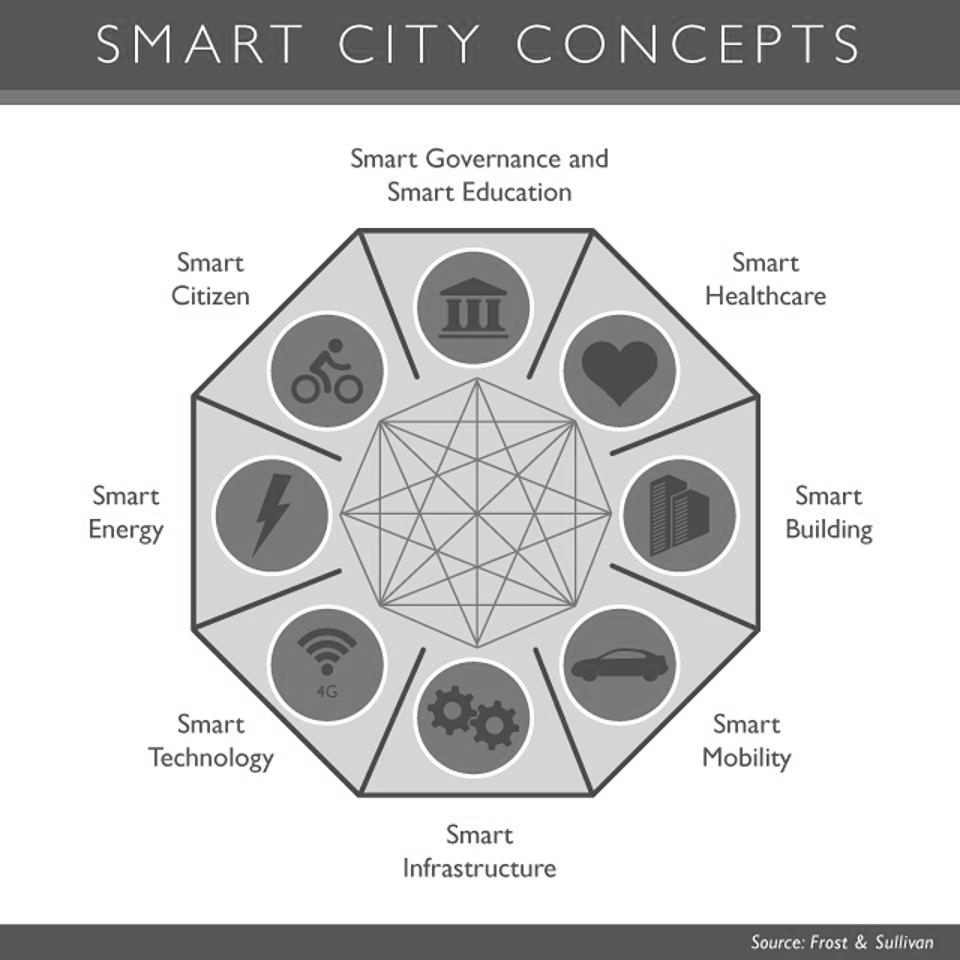 SMART CITY CONCEPTS
Smart Governance and
Smart Education
Smart
Citizen
Smart
Healthcare
Smart
Energy
Smart
Building
4G
Smart
Technology
Smart
Mobility
Smart
Infrastructure
Source: Frost & Sullivan